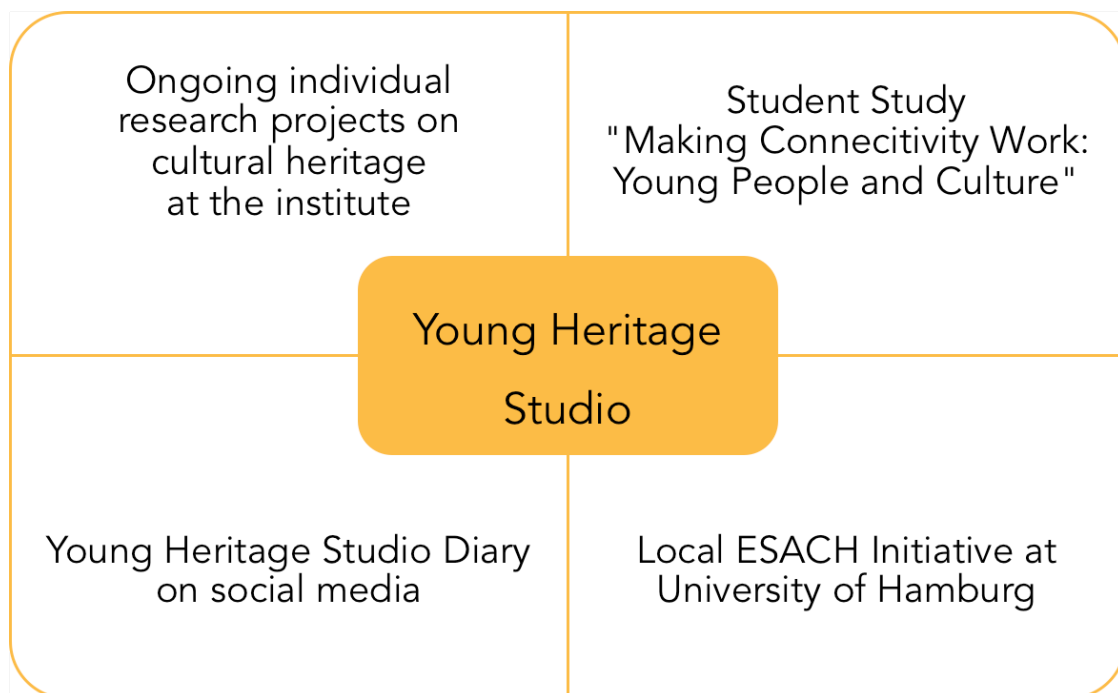 Ongoing individual
research projects on
cultural heritage
at the institute
Student Study
"Making Connecitivity Work:
Young People and Culture"
Young Heritage
Studio
Young Heritage Studio Diary
on social media
Local ESACH Initiative at
University of Hamburg